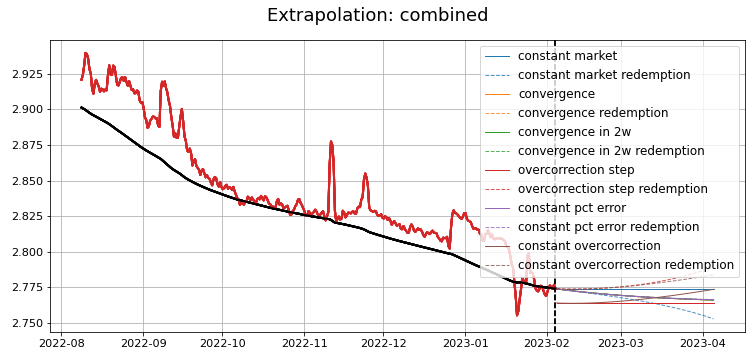 Extrapolation: combined
2.925
2.900
2.875
2.850
2.825
2.800
2.775
2.750
constant market
constant market redemption
convergence
convergence redemption
convergence in 2w
convergence in 2w redemption
overcorrection step
overcorrection step redemption
constant pct error
constant pct error redemption
constant overcorrection
constant overcorrection redemption
2022-08 2022-09 2022-10 2022-11 2022-12 2023-01 2023-02 2023-03 2023-04